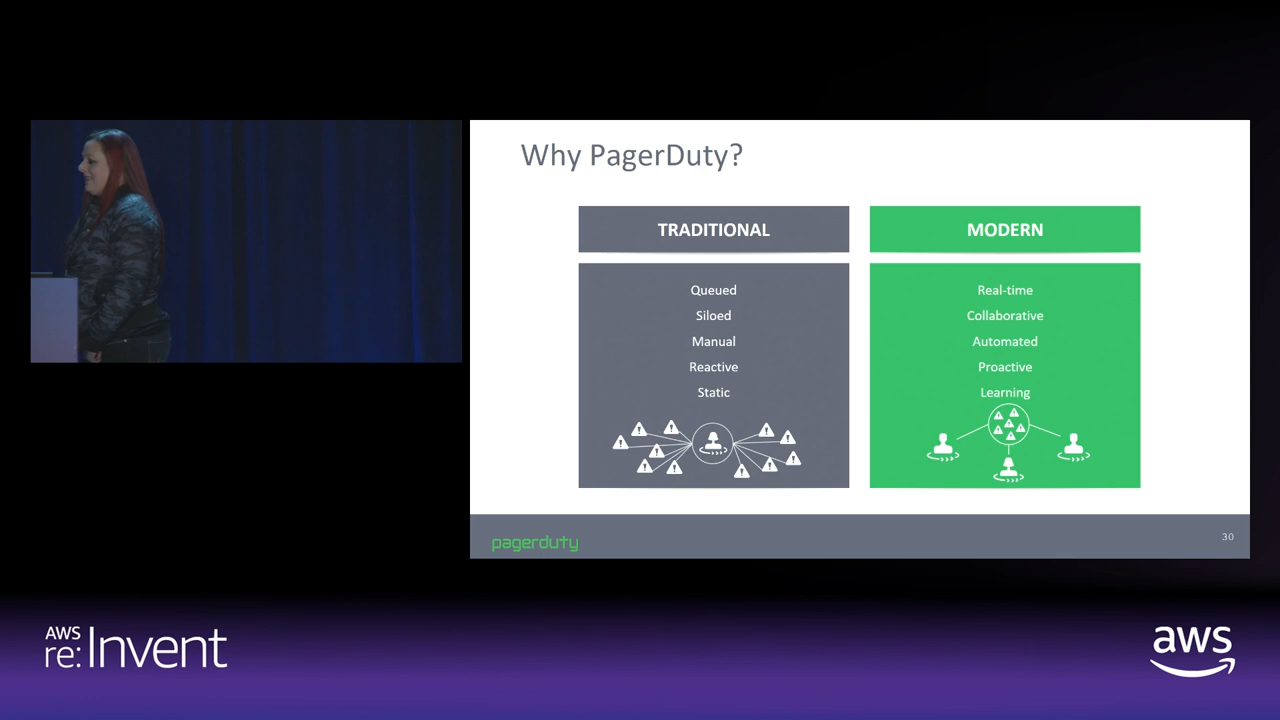 Why PagerDuty?
TRADITIONAL
Queued
Siloed
Manual
Reactive
Static
MODERN
Real-time
Collaborative
Automated
Proactive
Learning
pagerduty
30
AWS
re:Invent
aws